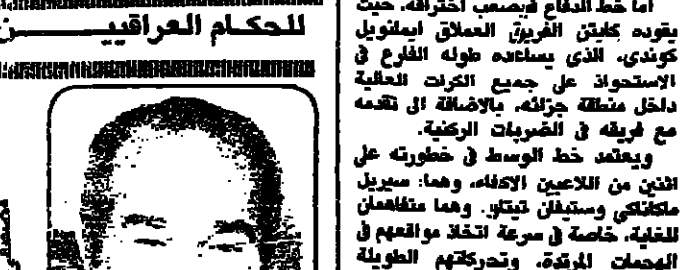 أما خط الدفاع فيصعب اختراقه، حيث
يقوده كابتن الفريق العملاق ايمانويل
كوندي، الذي يساعده طوله الفارع في
الاستحواذ على جميع الكرات العالية
داخل منطقة جزائه، بالاضافة الى تقدمه
مع فريقه في الضربات الركنية.
ويعتمد خط الوسط في خطورته على
اثنين من اللاعبين الاكفاء، وهما: سيريل
ماكاناكي وستيفان تيتاو. وهما متفاهمان
للغاية، خاصة في سرعة اتخاذ مواقعهم في
الهجمات المرتدة، وتحركاتهم الطويلة
للحكام العراقييـــــن